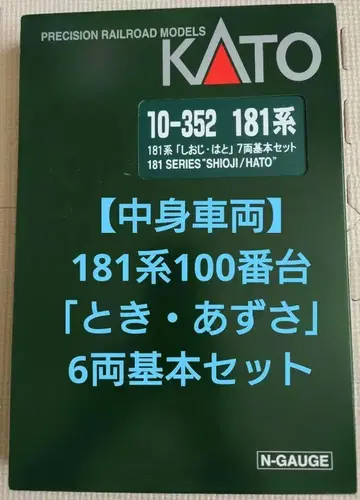 PRECISION RAILROAD MODELS
KATO
10-352 181系
181系「しおじ・はと」7両基本セット
181 SERIES"SHIOJI/HATO"
【中身車両】
181系100番台
「とき・あずさ」
6両基本セット
N-GAUGE